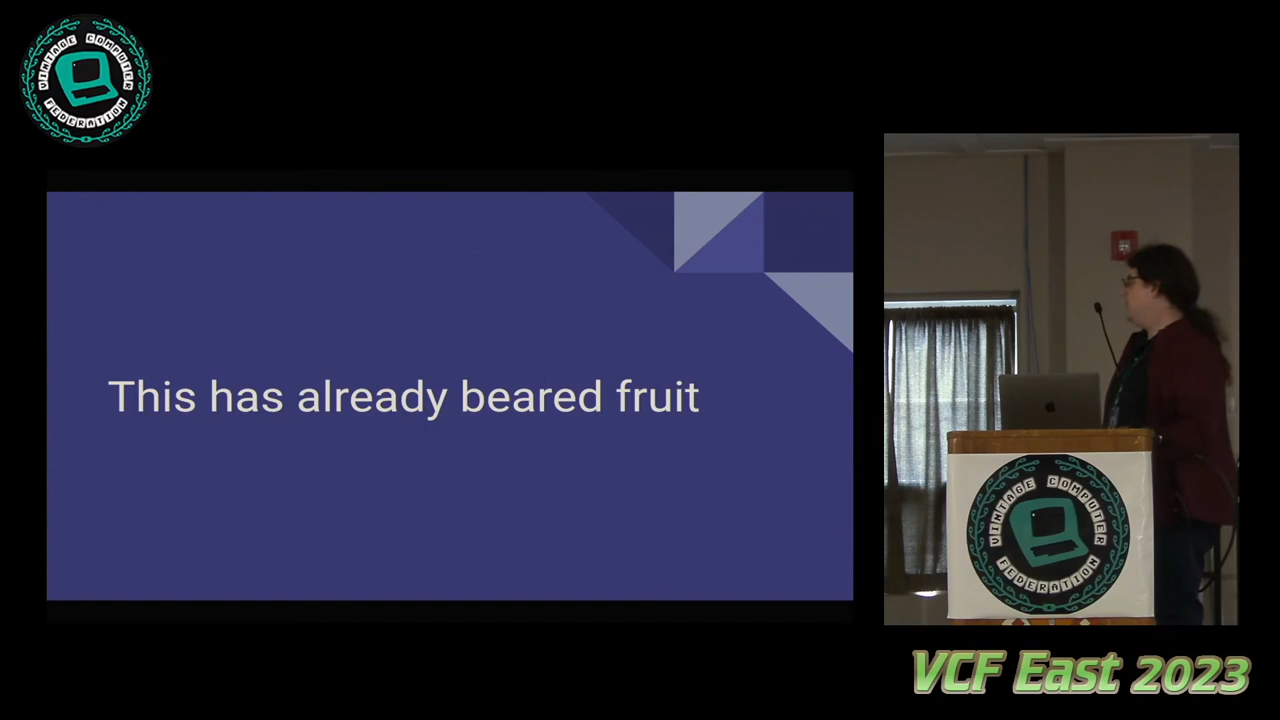 VINTAGE COMPUTER
FEDERATION
This has already beared fruit
VINTAGE COMPUTER
FEDERATION
VCF East 2023